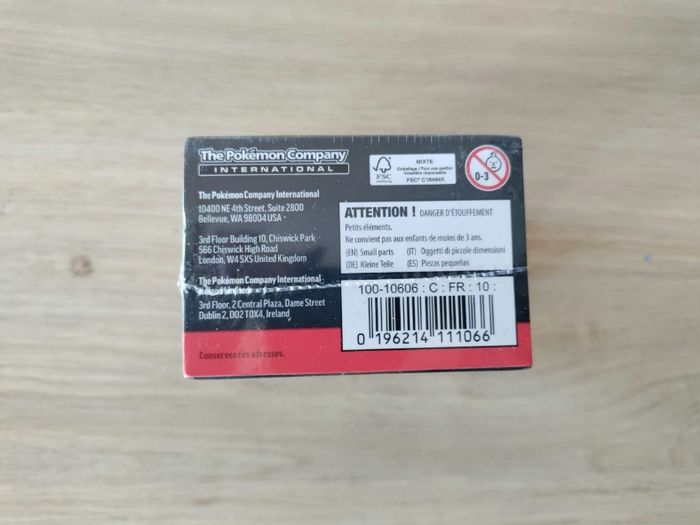 The Pokémon Company
INTERNATIONAL
The Pokémon Company International
10400 NE 4th Street, Suite 2800
Bellevue, WA 98004 USA
3rd Floor Building 10, Chiswick Park
566 Chiswick High Road
London, W4 5XS United Kingdom
The Pokémon Company International
Ireland Limited
3rd Floor, 2 Central Plaza, Dame Street
Dublin 2, D02 T0X4, Ireland
Conservez ces adresses.
FSC
MIXTE
Emballage | Pour une gestion
forestière responsable
FSC® C184845
0-3
ATTENTION ! DANGER D'ÉTOUFFEMENT
Petits éléments.
Ne convient pas aux enfants de moins de 3 ans.
(EN) Small parts (IT) Oggetti di piccole dimensioni
(DE) Kleine Teile (ES) Piezas pequeñas
100-10606 : C : FR : 10 :
0 196214 111066